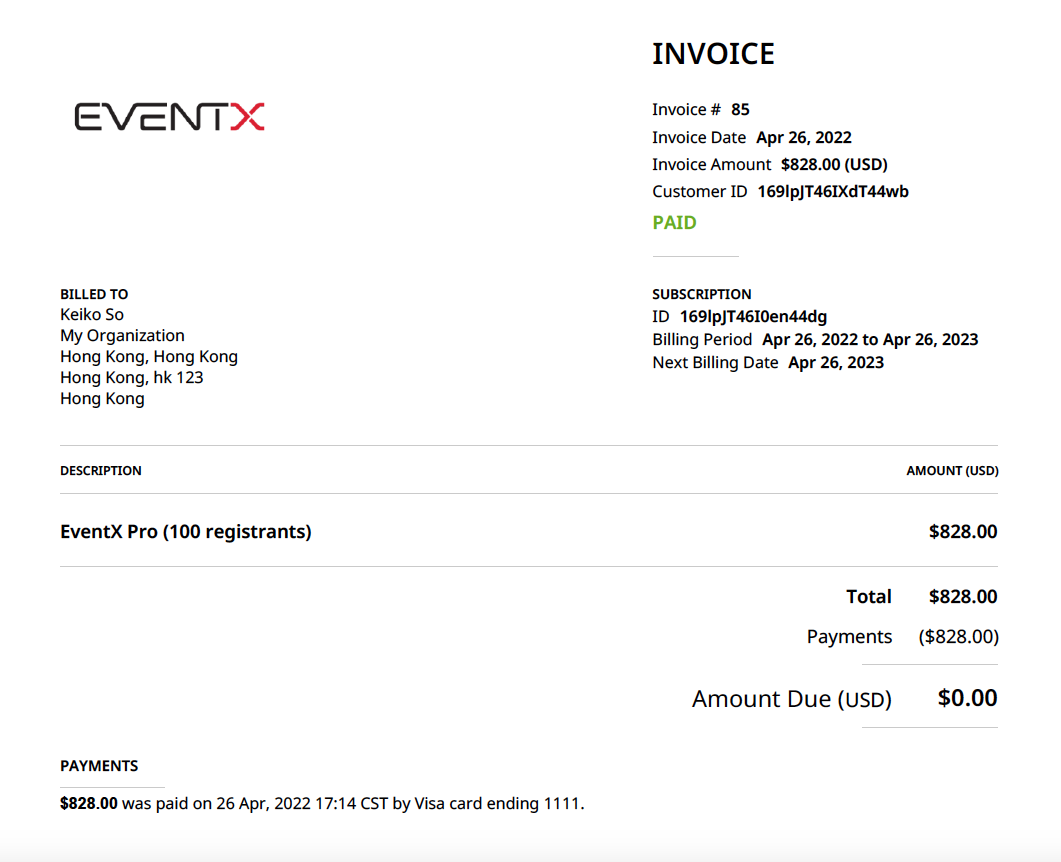 EVENTX
INVOICE
Invoice # 85
Invoice Date Apr 26, 2022
Invoice Amount $828.00 (USD)
Customer ID 169lpJT46IXdT44wb
PAID
BILLED TO
Keiko So
My Organization
Hong Kong, Hong Kong
Hong Kong, hk 123
Hong Kong
SUBSCRIPTION
ID 169lpJT46I0en44dg
Billing Period Apr 26, 2022 to Apr 26, 2023
Next Billing Date Apr 26, 2023
DESCRIPTION AMOUNT (USD)
EventX Pro (100 registrants) $828.00
Total $828.00
Payments ($828.00)
Amount Due (USD) $0.00
PAYMENTS
$828.00 was paid on 26 Apr, 2022 17:14 CST by Visa card ending 1111.